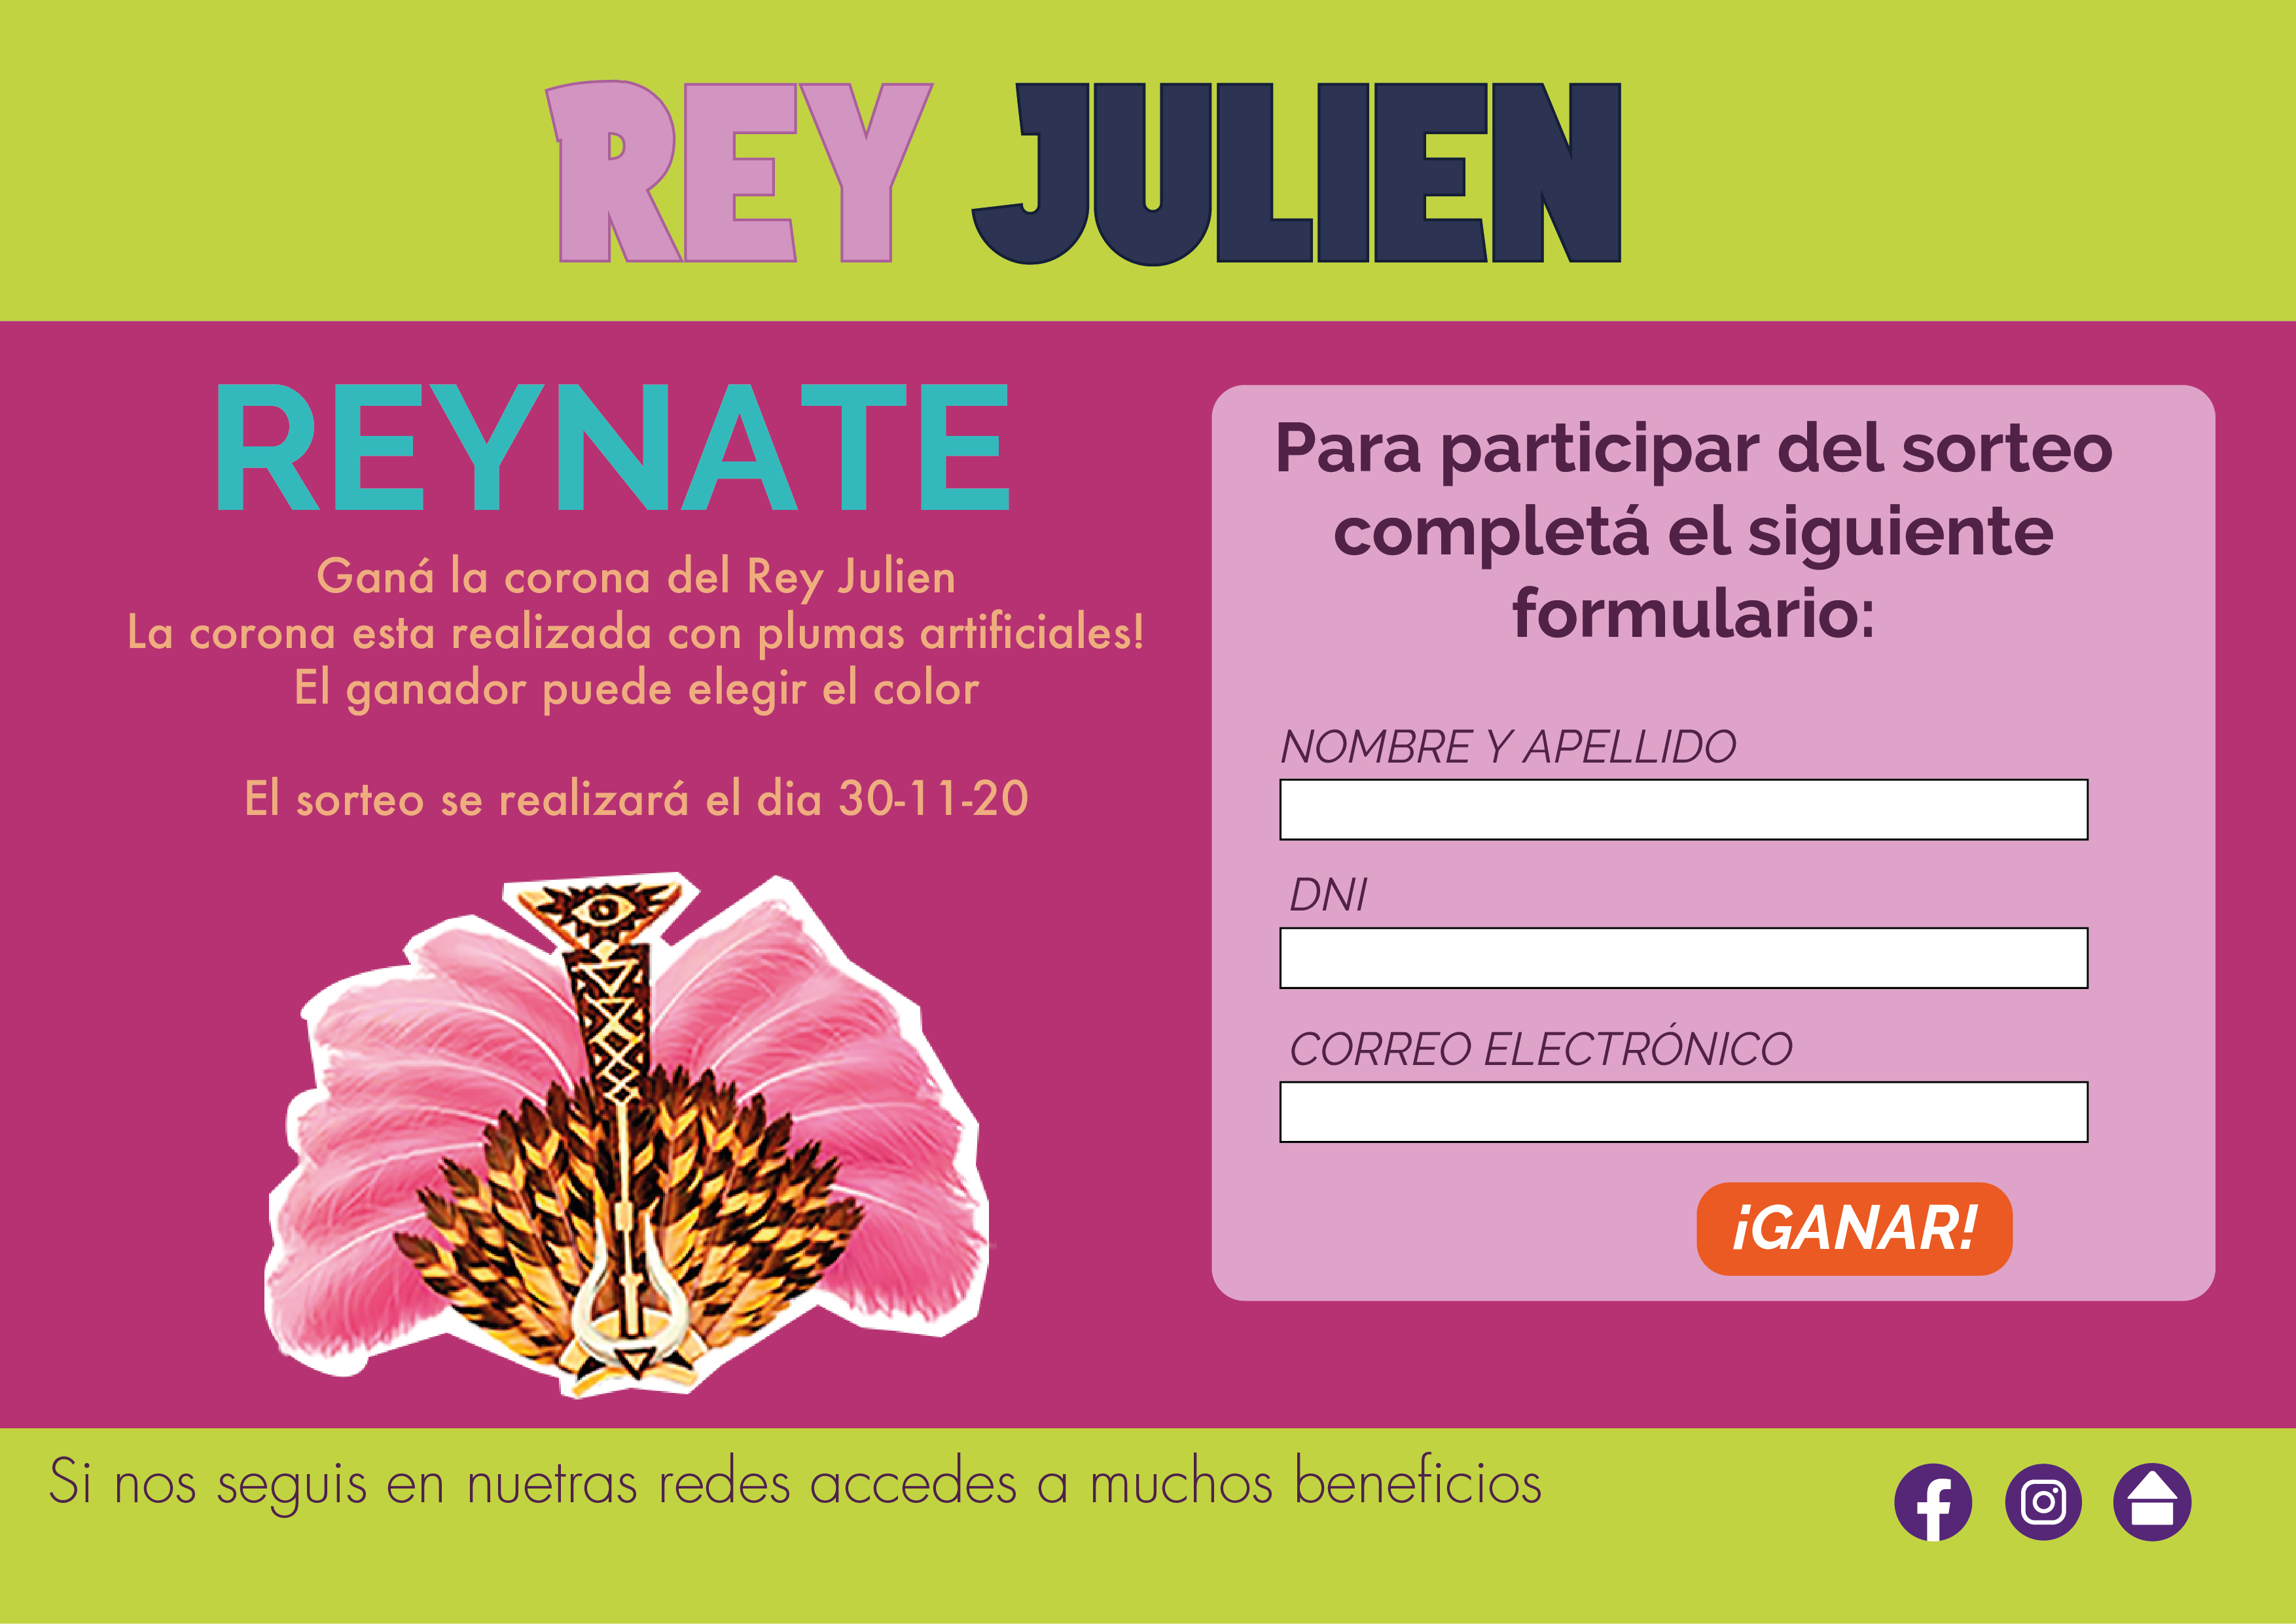 REY JULIEN
REYNATE
Ganá la corona del Rey Julien
La corona esta realizada con plumas artificiales!
El ganador puede elegir el color
El sorteo se realizará el dia 30-11-20
Para participar del sorteo
completá el siguiente
formulario:
NOMBRE Y APELLIDO
DNI
CORREO ELECTRÓNICO
¡GANAR!
Si nos seguis en nuetras redes accedes a muchos beneficios